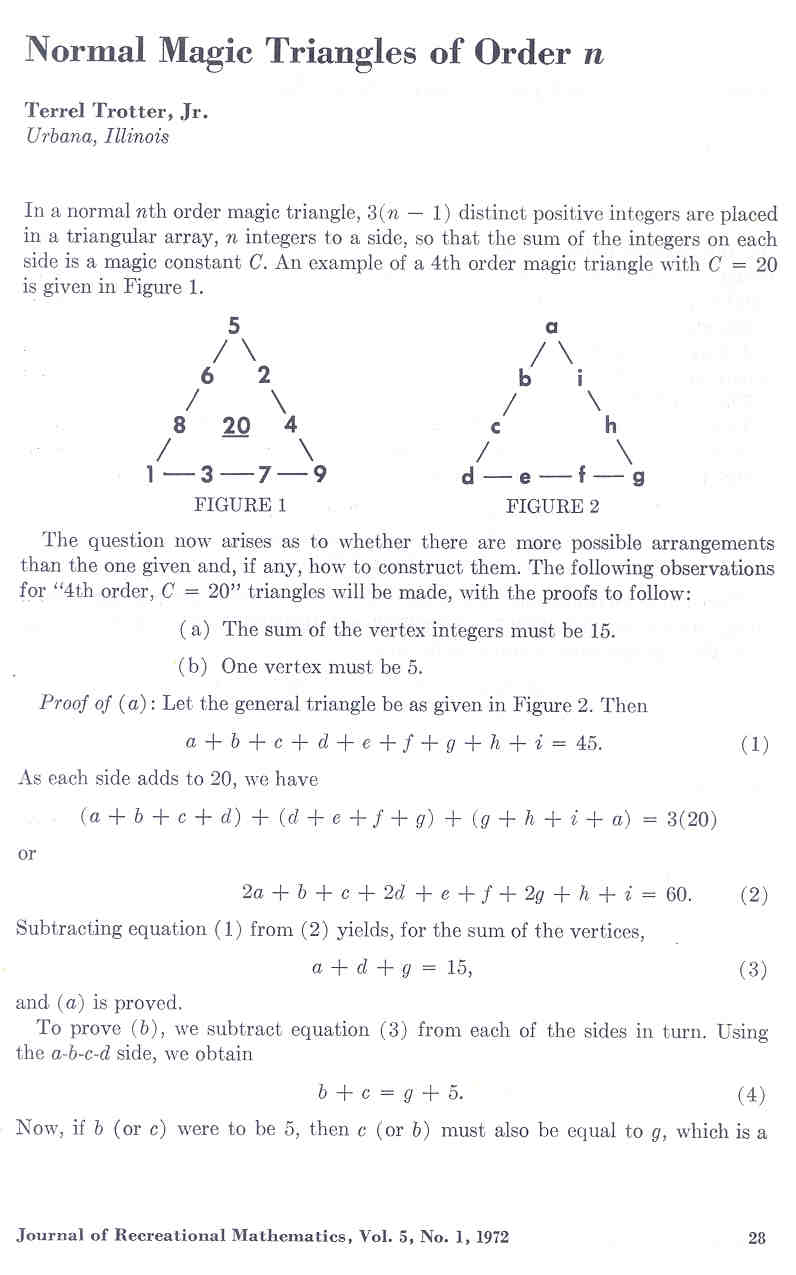 Normal Magic Triangles of Order n
Terrel Trotter, Jr.
Urbana, Illinois
In a normal nth order magic triangle, 3(n − 1) distinct positive integers are placed
in a triangular array, n integers to a side, so that the sum of the integers on each
side is a magic constant C. An example of a 4th order magic triangle with C = 20
is given in Figure 1.
5
6 2
8 20 4
1 — 3 — 7 — 9
FIGURE 1
a
b i
c h
d — e — f — g
FIGURE 2
The question now arises as to whether there are more possible arrangements
than the one given and, if any, how to construct them. The following observations
for “4th order, C = 20” triangles will be made, with the proofs to follow:
(a) The sum of the vertex integers must be 15.
(b) One vertex must be 5.
Proof of (a): Let the general triangle be as given in Figure 2. Then
a + b + c + d + e + f + g + h + i = 45. (1)
As each side adds to 20, we have
(a + b + c + d) + (d + e + f + g) + (g + h + i + a) = 3(20)
or
2a + b + c + 2d + e + f + 2g + h + i = 60. (2)
Subtracting equation (1) from (2) yields, for the sum of the vertices,
a + d + g = 15, (3)
and (a) is proved.
To prove (b), we subtract equation (3) from each of the sides in turn. Using
the a-b-c-d side, we obtain
b + c = g + 5. (4)
Now, if b (or c) were to be 5, then c (or b) must also be equal to g, which is a
Journal of Recreational Mathematics, Vol. 5, No. 1, 1972 28